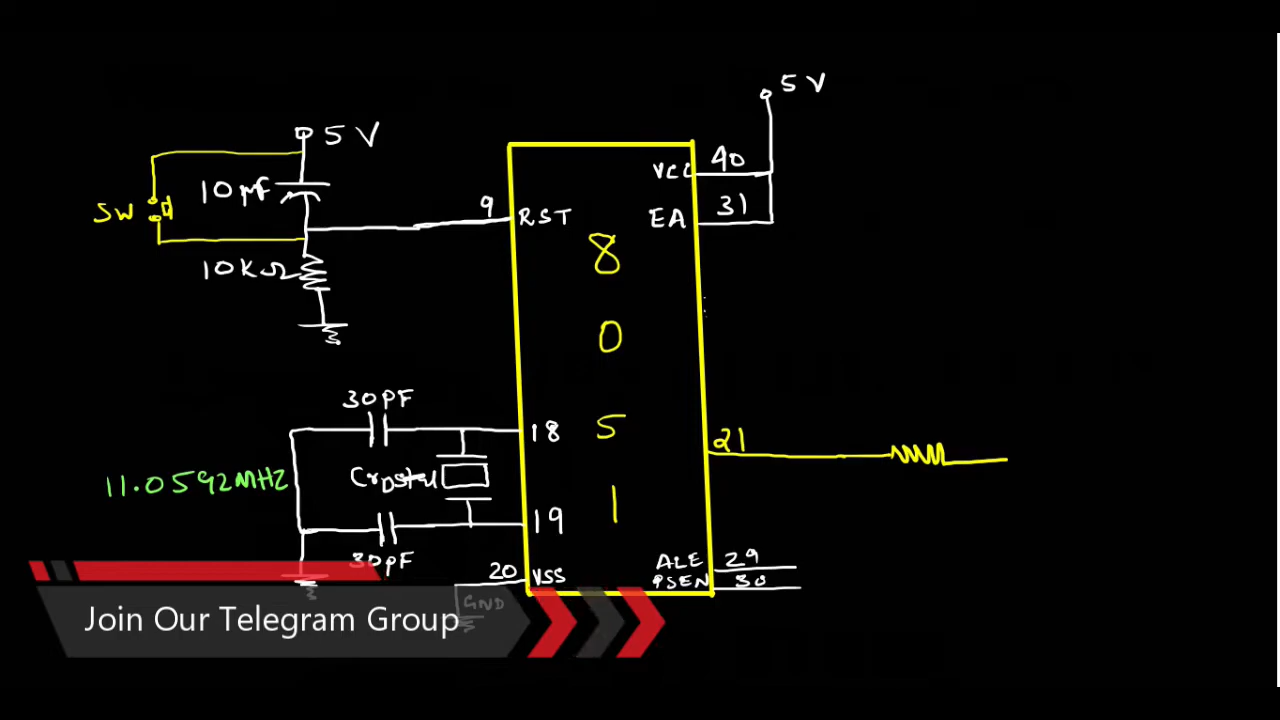 5V
5V
VCC 40
EA 31
SW
10µF
9
RST
10KΩ
8
0
5
1
30PF
18
21
Crystal
11.0592MHZ
19
30PF
20
VSS
ALE 29
PSEN 30
GND
Join Our Telegram Group